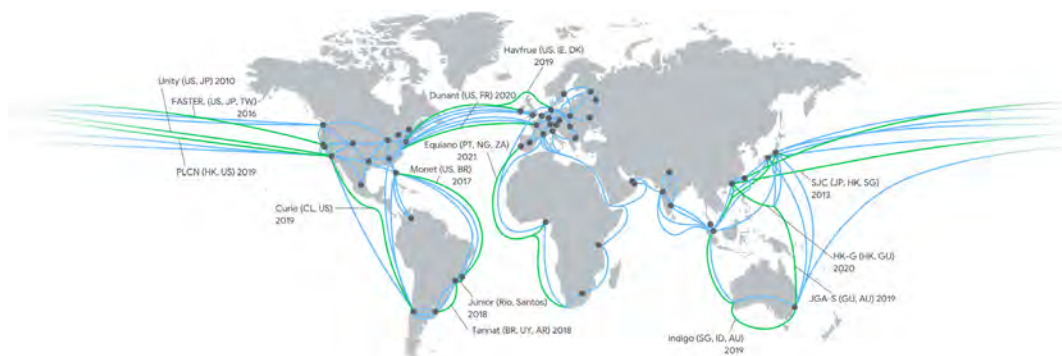 Havfrue (US, IE, DK)
2019
Unity (US, JP) 2010
FASTER, (US, JP, TW)
2016
Dunant (US, FR) 2020
Equiano (PT, NG, ZA)
2021
Monet (US, BR)
2017
PLCN (HK, US) 2019
SJC (JP, HK, SG)
2013
Curie (CL, US)
2019
HK-G (HK, GU)
2020
Junior (Rio, Santos)
2018
JGA-S (GU, AU) 2019
Tannat (BR, UY, AR) 2018
Indigo (SG, ID, AU)
2019